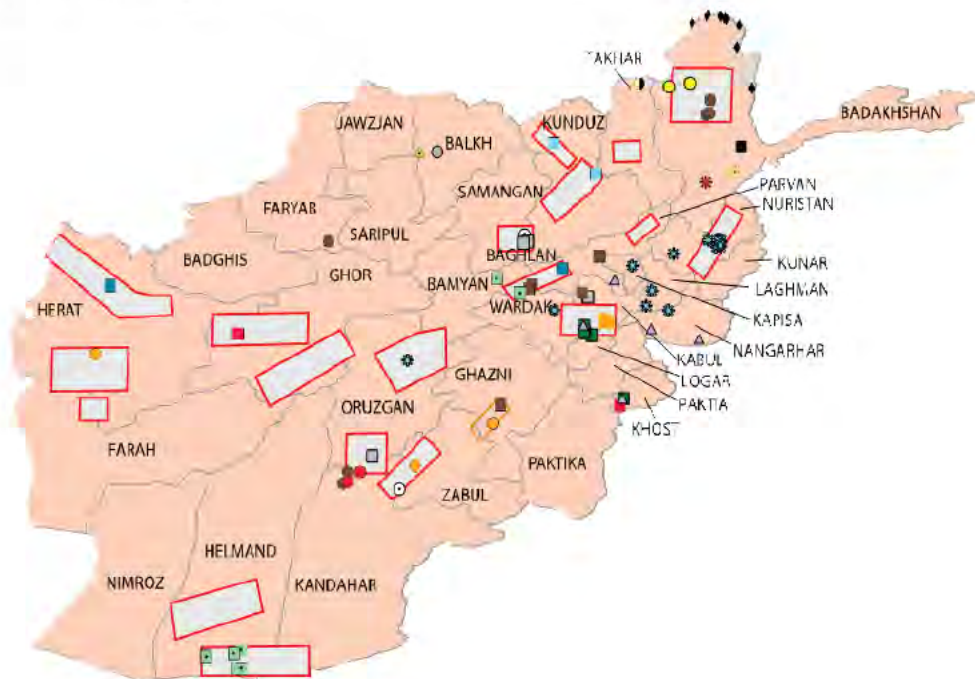 TAKHAR
BADAKHSHAN
JAWZJAN
BALKH
KUNDUZ
SAMANGAN
PARVAN
NURISTAN
FARYAB
SARIPUL
BADGHIS
BAGHLAN
KUNAR
GHOR
BAMYAN
LAGHMAN
HERAT
WARDAK
KAPISA
NANGARHAR
KABUL
GHAZNI
LOGAR
ORUZGAN
PAKTIA
KHOST
FARAH
PAKTIKA
ZABUL
HELMAND
NIMROZ
KANDAHAR